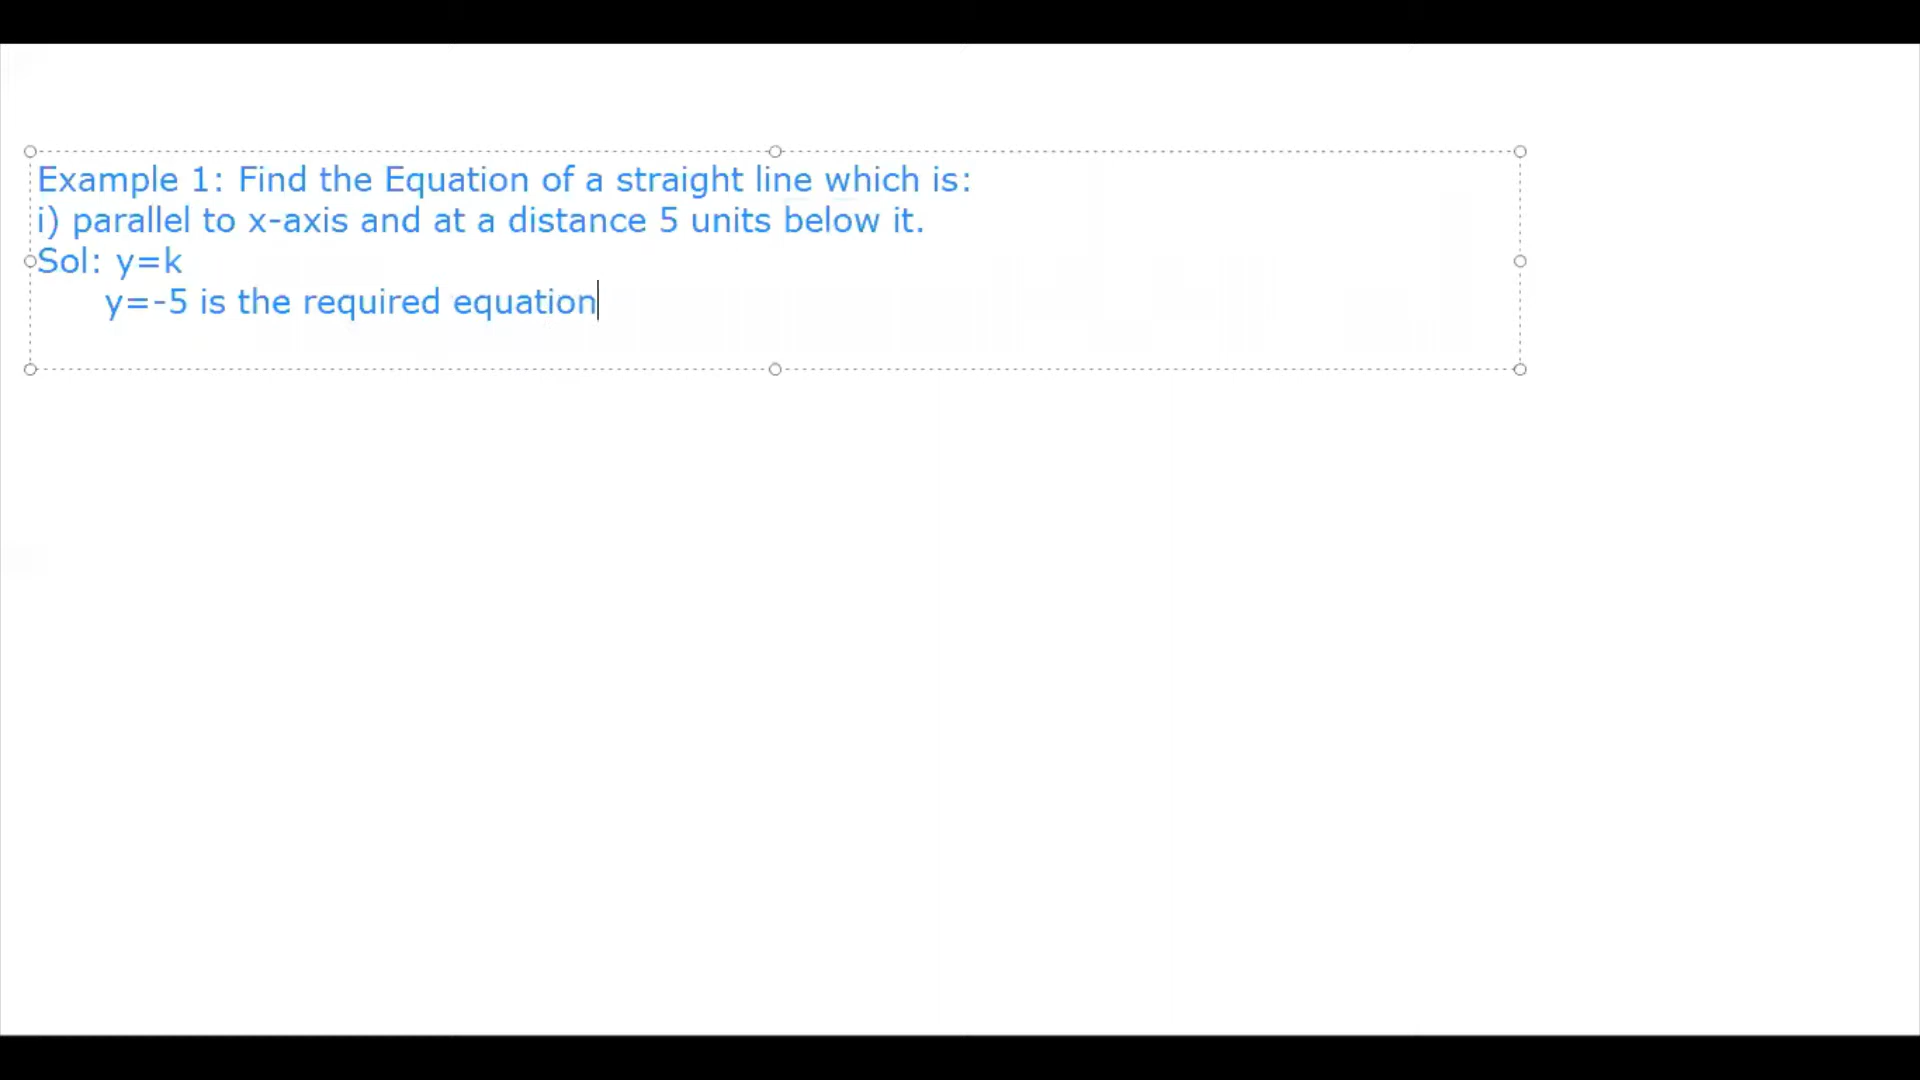 Example 1: Find the Equation of a straight line which is:
i) parallel to x-axis and at a distance 5 units below it.
Sol: y=k
y=-5 is the required equation